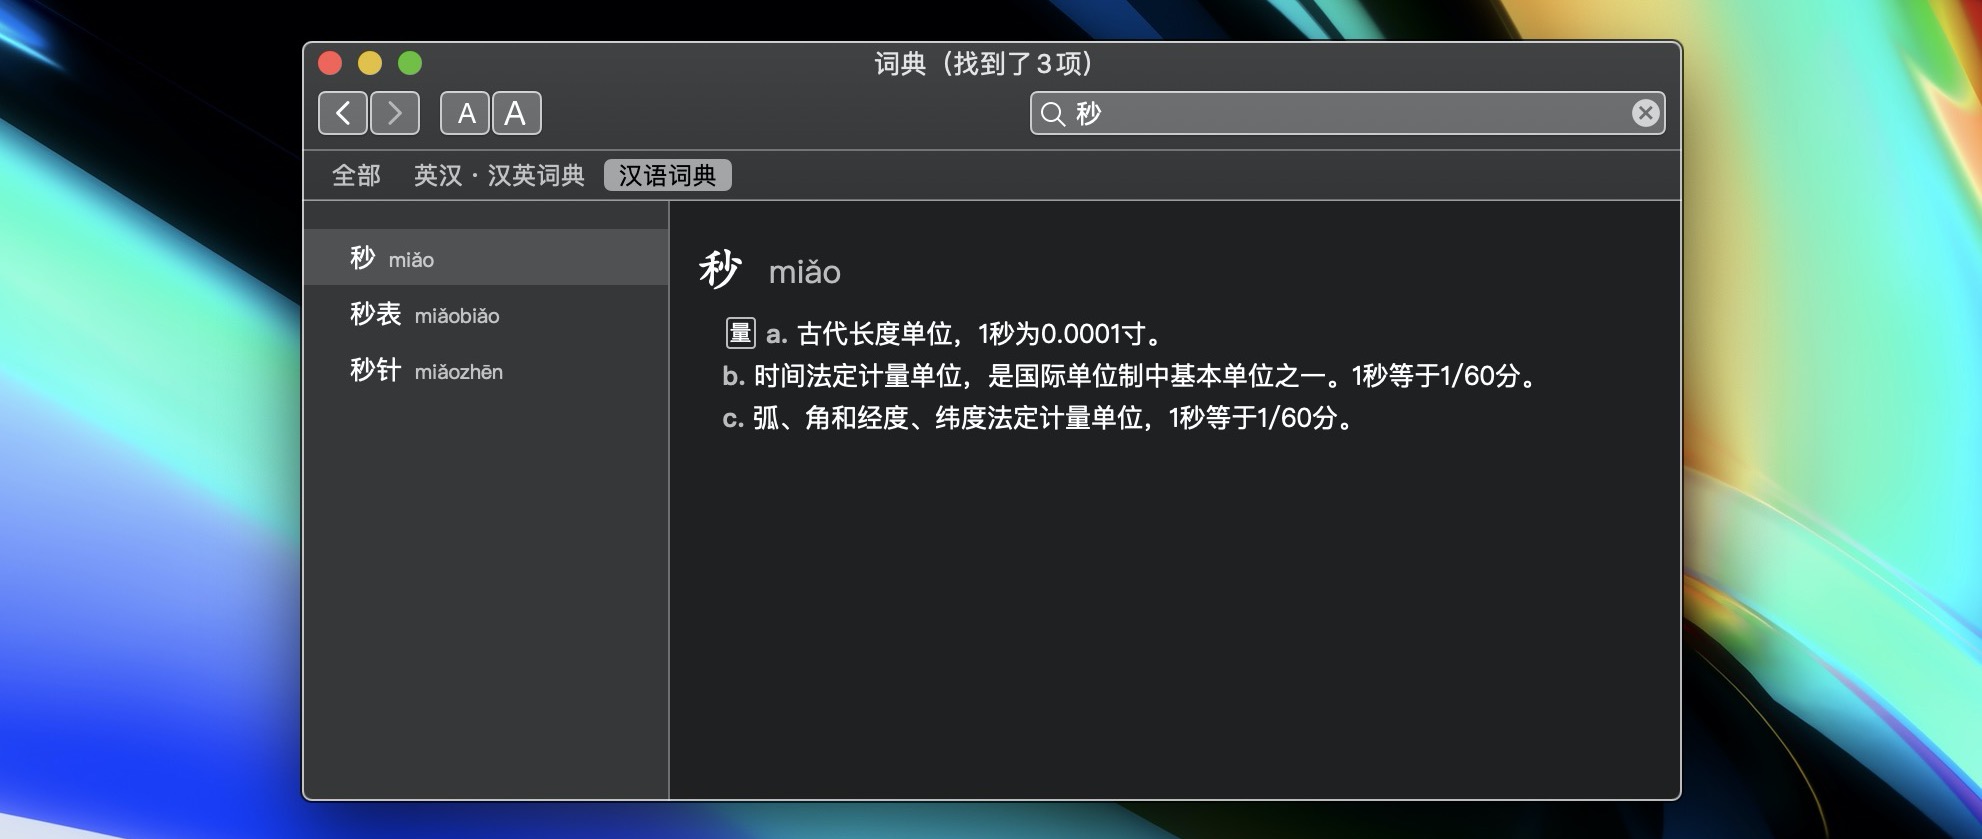 词典（找到了3项）
A A
秒
全部 英汉·汉英词典 汉语词典
秒 miǎo
秒表 miǎobiǎo
秒针 miǎozhēn
秒 miǎo
量 a. 古代长度单位，1秒为0.0001寸。
b. 时间法定计量单位，是国际单位制中基本单位之一。1秒等于1/60分。
c. 弧、角和经度、纬度法定计量单位，1秒等于1/60分。